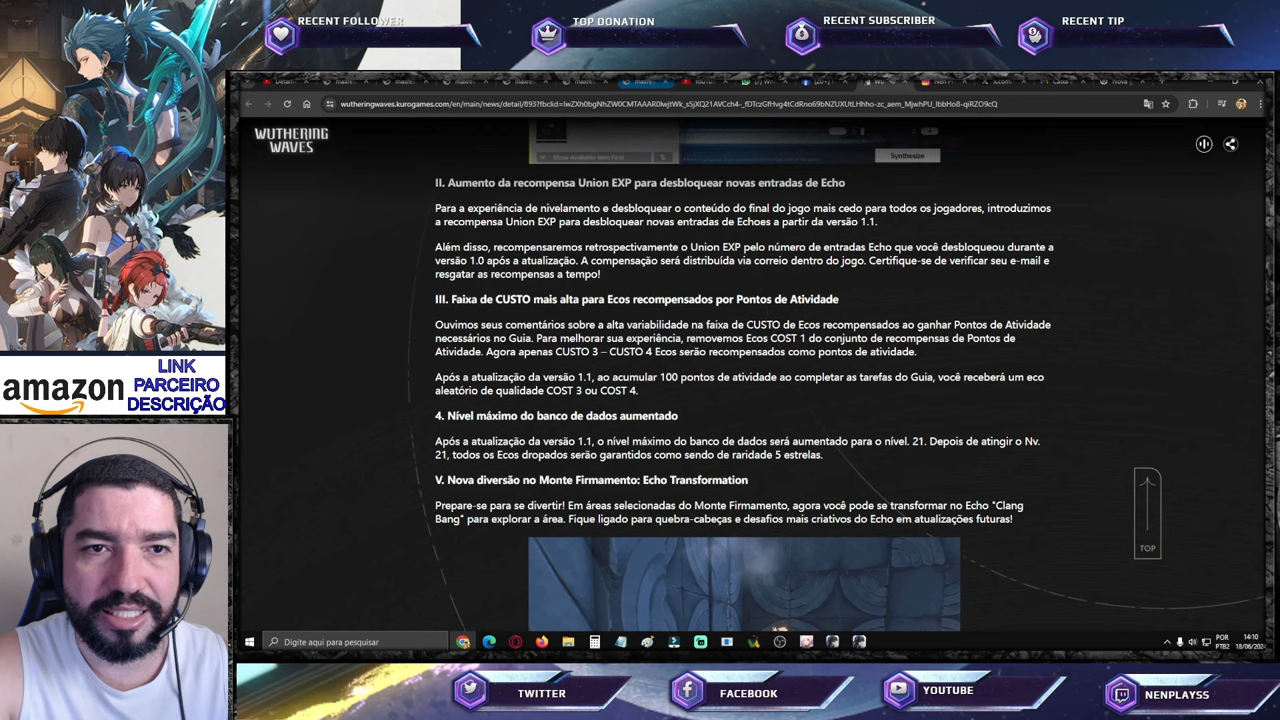 RECENT FOLLOWER
TOP DONATION
RECENT SUBSCRIBER
RECENT TIP
WUTHERING
WAVES
Show Available Item First
Synthesize
II. Aumento da recompensa Union EXP para desbloquear novas entradas de Echo
Para a experiência de nivelamento e desbloquear o conteúdo do final do jogo mais cedo para todos os jogadores, introduzimos
a recompensa Union EXP para desbloquear novas entradas de Echoes a partir da versão 1.1.
Além disso, recompensaremos retrospectivamente o Union EXP pelo número de entradas Echo que você desbloqueou durante a
versão 1.0 após a atualização. A compensação será distribuída via correio dentro do jogo. Certifique-se de verificar seu e-mail e
resgatar as recompensas a tempo!
III. Faixa de CUSTO mais alta para Ecos recompensados por Pontos de Atividade
Ouvimos seus comentários sobre a alta variabilidade na faixa de CUSTO de Ecos recompensados ao ganhar Pontos de Atividade
necessários no Guia. Para melhorar sua experiência, removemos Ecos COST 1 do conjunto de recompensas de Pontos de
Atividade. Agora apenas CUSTO 3 – CUSTO 4 Ecos serão recompensados como pontos de atividade.
Após a atualização da versão 1.1, ao acumular 100 pontos de atividade ao completar as tarefas do Guia, você receberá um eco
aleatório de qualidade COST 3 ou COST 4.
4. Nível máximo do banco de dados aumentado
Após a atualização da versão 1.1, o nível máximo do banco de dados será aumentado para o nível. 21. Depois de atingir o Nv.
21, todos os Ecos dropados serão garantidos como sendo de raridade 5 estrelas.
V. Nova diversão no Monte Firmamento: Echo Transformation
Prepare-se para se divertir! Em áreas selecionadas do Monte Firmamento, agora você pode se transformar no Echo "Clang
Bang" para explorar a área. Fique ligado para quebra-cabeças e desafios mais criativos do Echo em atualizações futuras!
TOP
amazon
LINK
PARCEIRO
DESCRIÇÃO
Digite aqui para pesquisar
POR
PTB2
14:10
TWITTER
FACEBOOK
YOUTUBE
NENPLAYSS